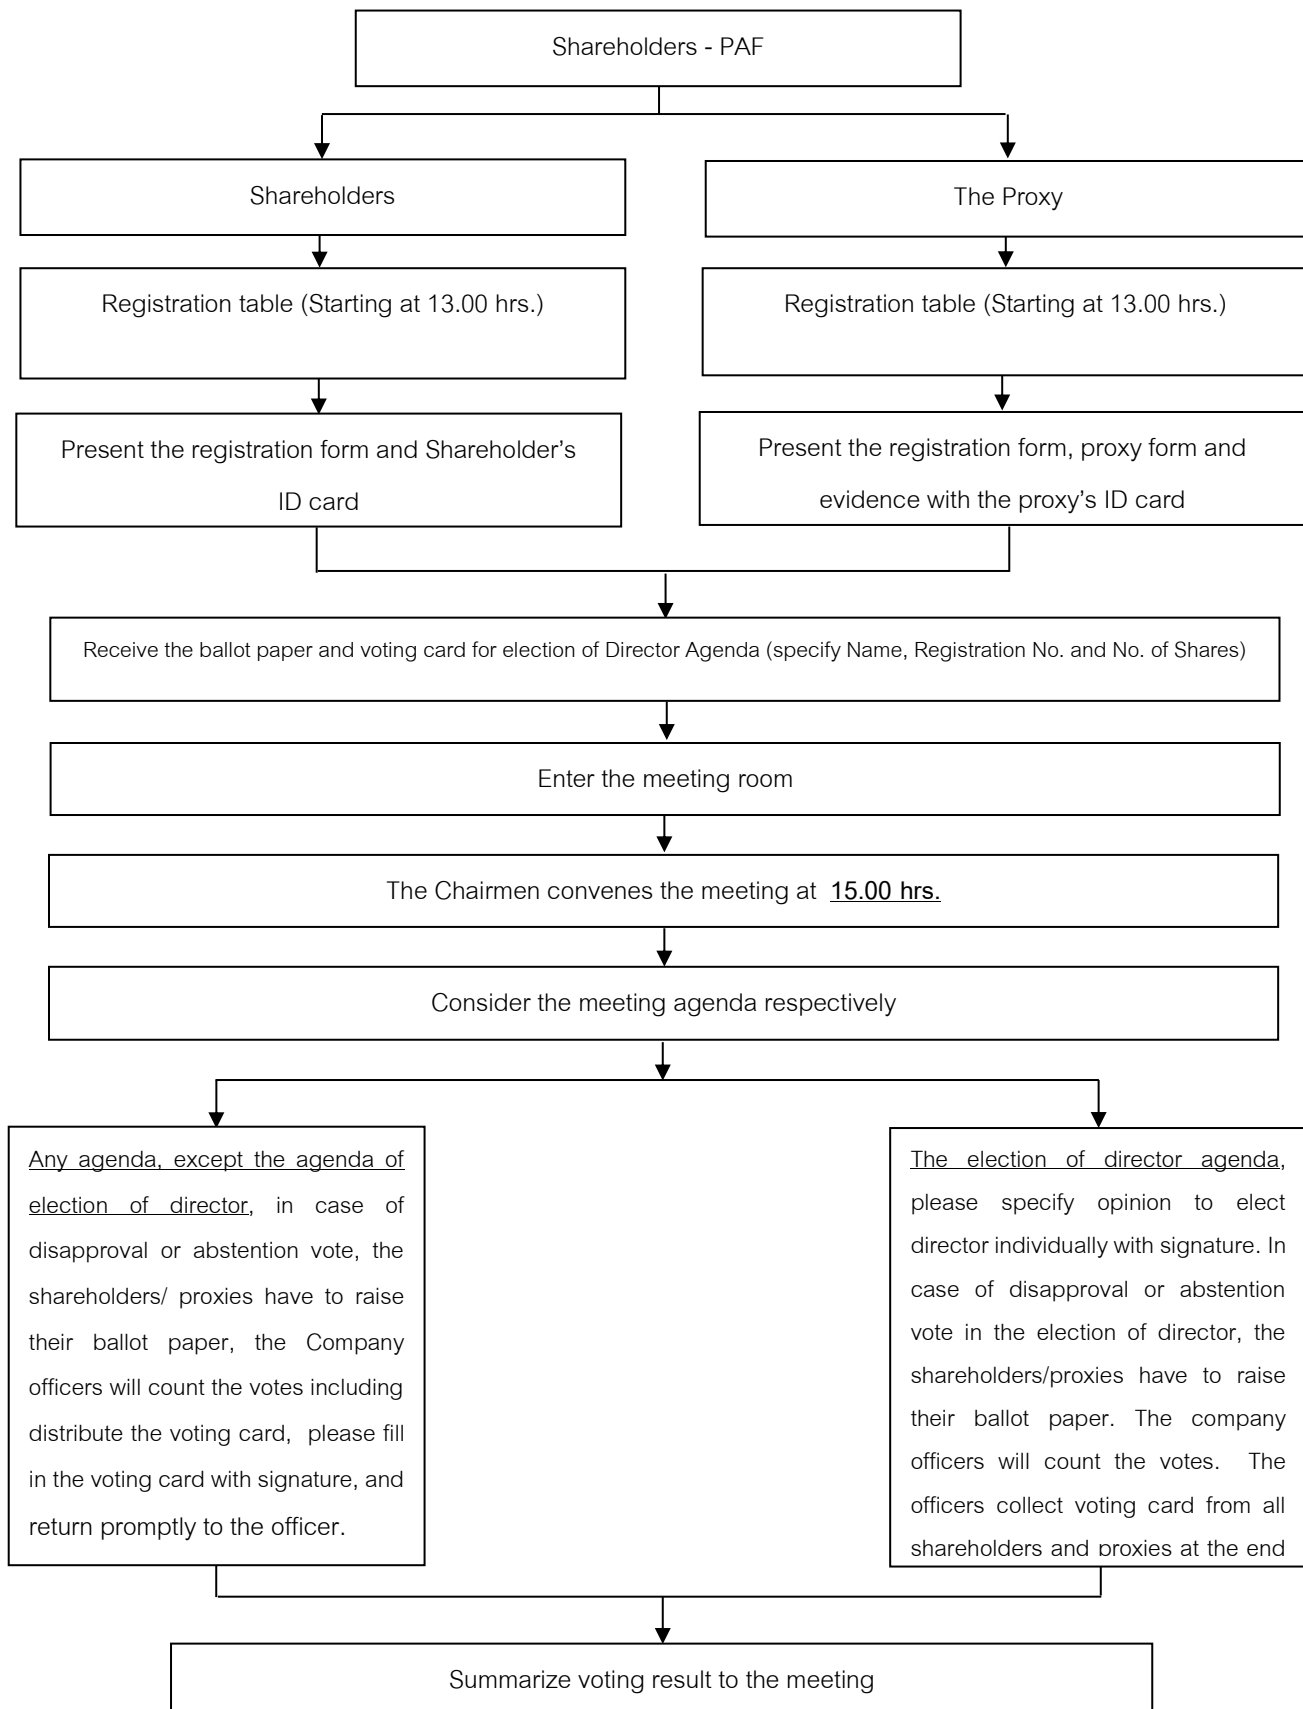 Shareholders - PAF
Shareholders
The Proxy
Registration table (Starting at 13.00 hrs.)
Registration table (Starting at 13.00 hrs.)
Present the registration form and Shareholder's
ID card
Present the registration form, proxy form and
evidence with the proxy's ID card
Receive the ballot paper and voting card for election of Director Agenda (specify Name, Registration No. and No. of Shares)
Enter the meeting room
The Chairmen convenes the meeting at 15.00 hrs.
Consider the meeting agenda respectively
Any agenda, except the agenda of
election of director, in case of
disapproval or abstention vote, the
shareholders/ proxies have to raise
their ballot paper, the Company
officers will count the votes including
distribute the voting card, please fill
in the voting card with signature, and
return promptly to the officer.
The election of director agenda,
please specify opinion to elect
director individually with signature. In
case of disapproval or abstention
vote in the election of director, the
shareholders/proxies have to raise
their ballot paper. The company
officers will count the votes. The
officers collect voting card from all
shareholders and proxies at the end
Summarize voting result to the meeting